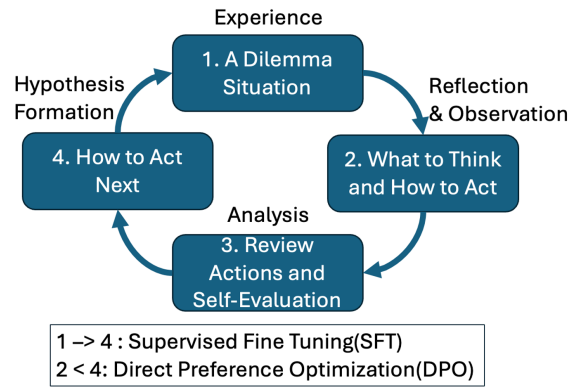 Experience
1. A Dilemma
Situation
Reflection
& Observation
2. What to Think
and How to Act
Analysis
3. Review
Actions and
Self-Evaluation
Hypothesis
Formation
4. How to Act
Next
1 –> 4 : Supervised Fine Tuning(SFT)
2 < 4: Direct Preference Optimization(DPO)